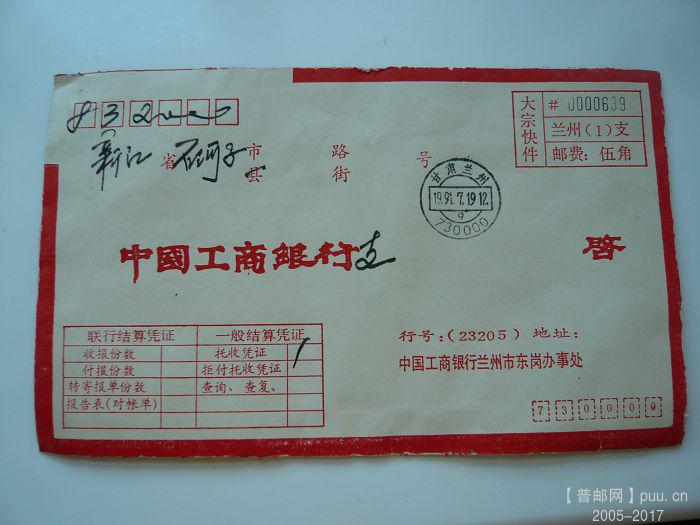 832000
新江 省 石河子 市县 路街 号
大宗快件
# 0000639
兰州(1)支
邮费: 伍角
甘肃兰州
1991.7.19 12
730000
中國工商銀行支 啓
联行结算凭证 一般结算凭证
收报份数 托收凭证 1
付报份数 拒付托收凭证
转寄报单份数 查询、查复、
报告表(对帐单)
行号:(23205) 地址:
中国工商银行兰州市东岗办事处
730000
【普邮网】puu.cn
2005-2017